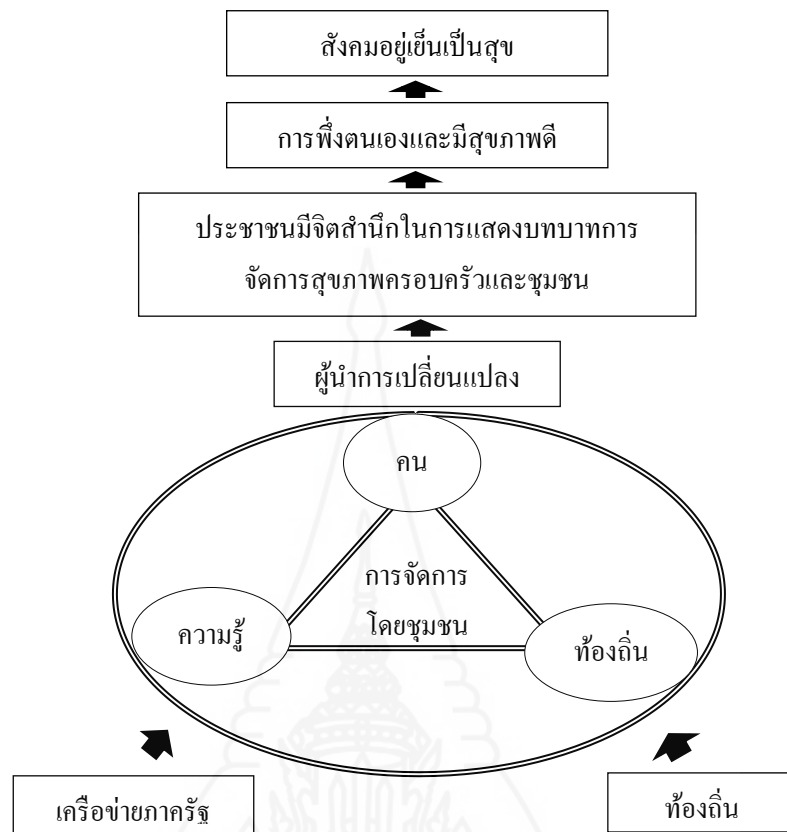 สังคมอยู่เย็นเป็นสุข
การพึ่งตนเองและมีสุขภาพดี
ประชาชนมีจิตสำนึกในการแสดงบทบาทการ
จัดการสุขภาพครอบครัวและชุมชน
ผู้นำการเปลี่ยนแปลง
คน
การจัดการ
โดยชุมชน
ความรู้
ท้องถิ่น
เครือข่ายภาครัฐ
ท้องถิ่น